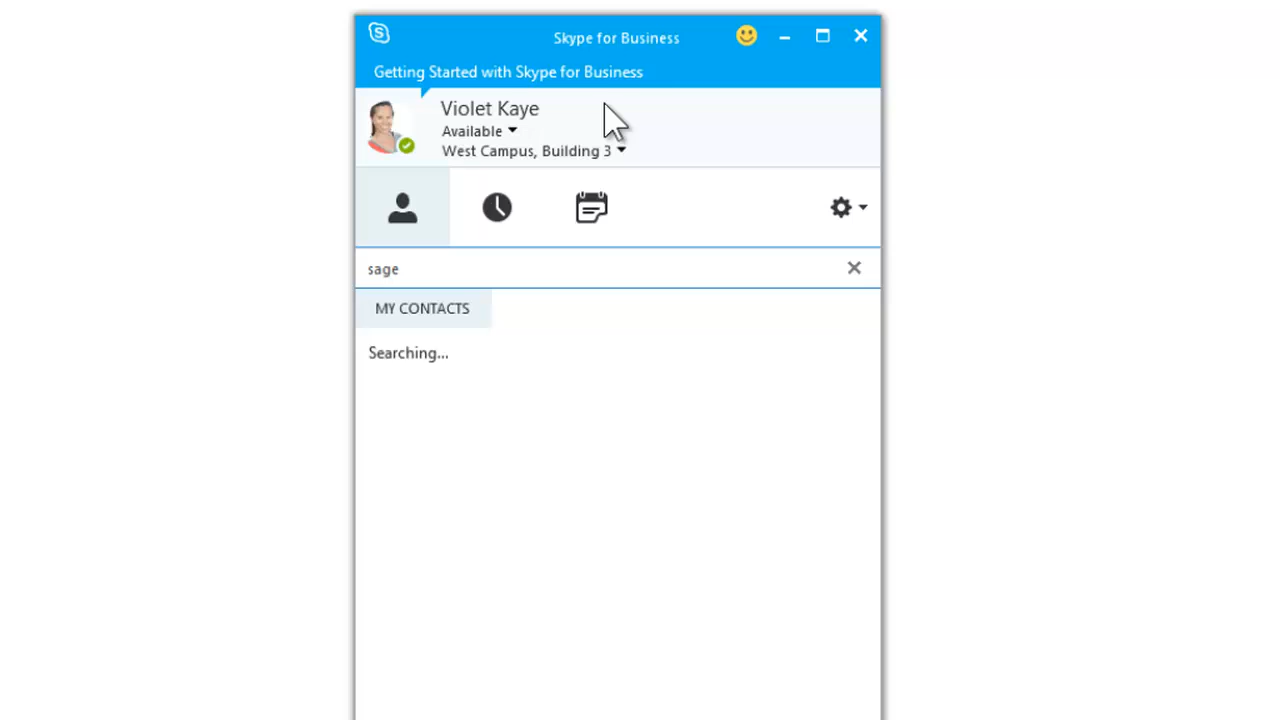 Skype for Business
Getting Started with Skype for Business
Violet Kaye
Available
West Campus, Building 3
sage
MY CONTACTS
Searching...